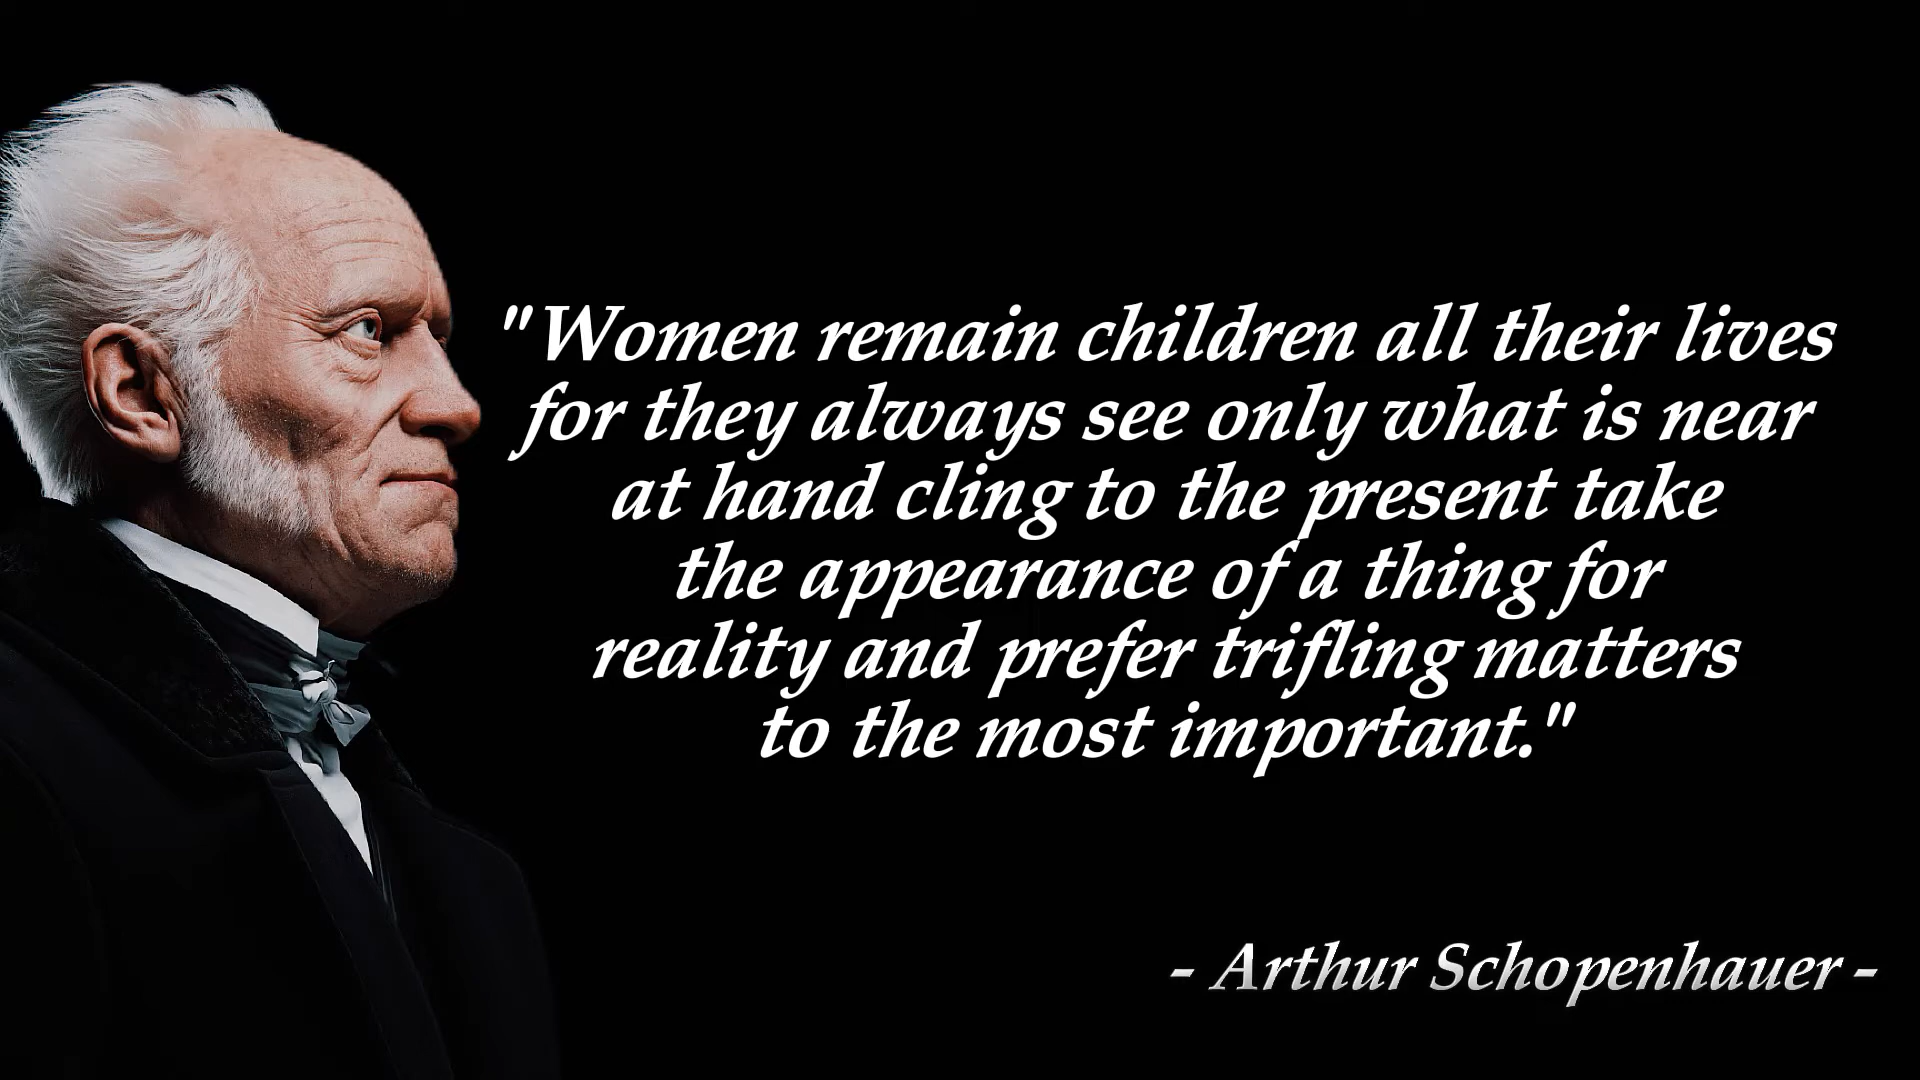 "Women remain children all their lives
for they always see only what is near
at hand cling to the present take
the appearance of a thing for
reality and prefer trifling matters
to the most important."
- Arthur Schopenhauer -